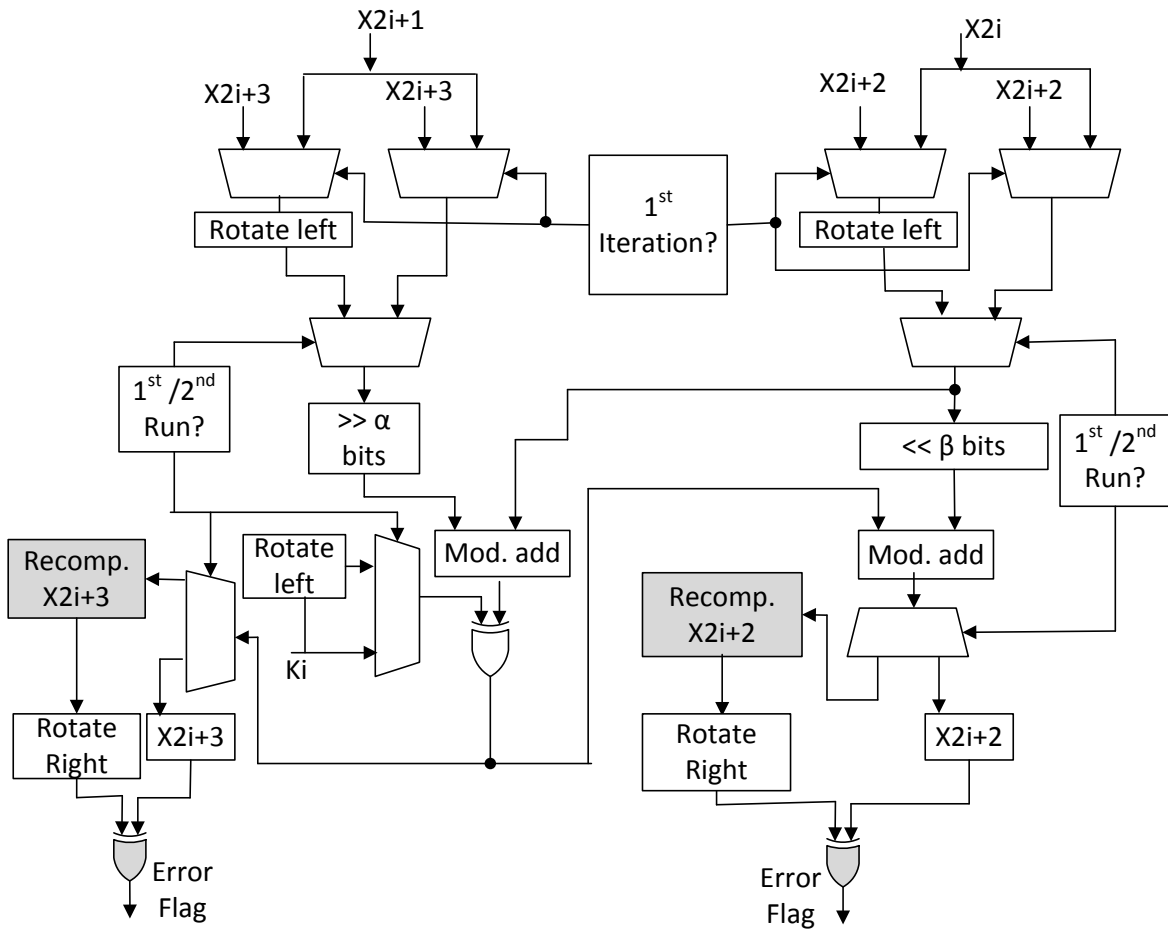 X2i+1
X2i
X2i+3
X2i+3
X2i+2
X2i+2
1st
Iteration?
Rotate left
Rotate left
1st /2nd
Run?
>> α
bits
<< β bits
1st /2nd
Run?
Recomp.
X2i+3
Rotate
left
Mod. add
Mod. add
Recomp.
X2i+2
Ki
Rotate
Right
X2i+3
Rotate
Right
X2i+2
Error
Flag
Error
Flag